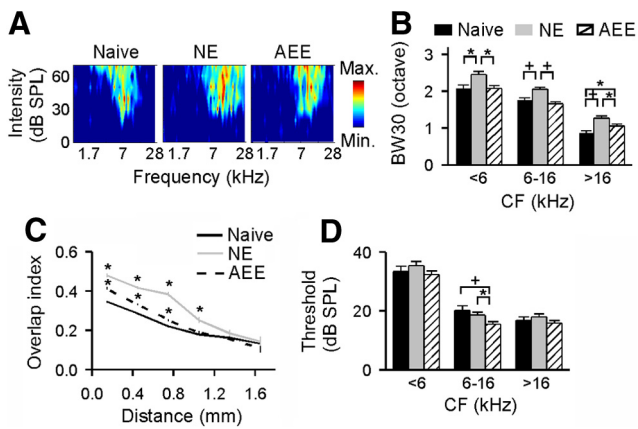 A
Naive NE AEE
Intensity (dB SPL)
70
50
30
0
1.7 7 28 1.7 7 28 1.7 7 28
Frequency (kHz)
Max.
Min.
B
Naive NE AEE
BW30 (octave)
3
2
1
0
* *
+ +
*
+ *
<6 6-16 >16
CF (kHz)
C
Naive
NE
AEE
Overlap index
0.6
0.4
0.2
0.0
* * * *
* * *
0.0 0.4 0.8 1.2 1.6
Distance (mm)
D
Threshold (dB SPL)
40
20
0
+
*
<6 6-16 >16
CF (kHz)